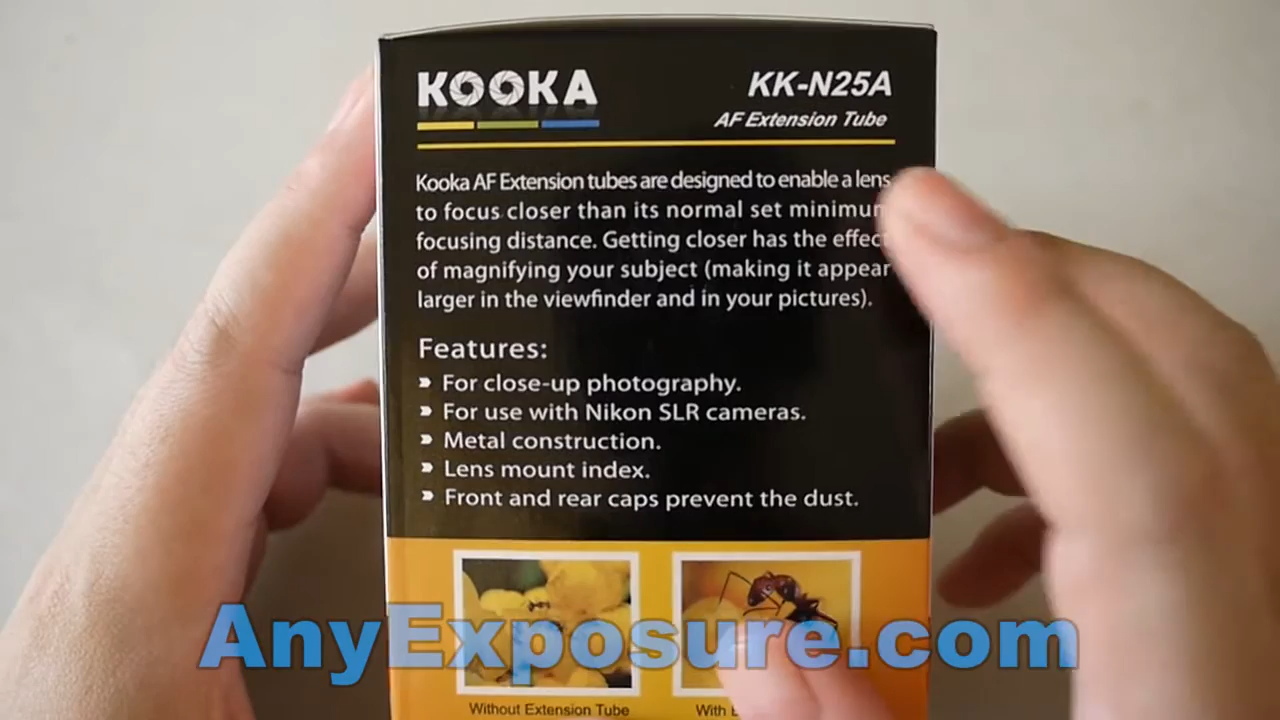 KOOKA
KK-N25A
AF Extension Tube
Kooka AF Extension tubes are designed to enable a lens
to focus closer than its normal set minimum
focusing distance. Getting closer has the effect
of magnifying your subject (making it appear
larger in the viewfinder and in your pictures).
Features:
For close-up photography.
For use with Nikon SLR cameras.
Metal construction.
Lens mount index.
Front and rear caps prevent the dust.
AnyExposure.com
Without Extension Tube
With